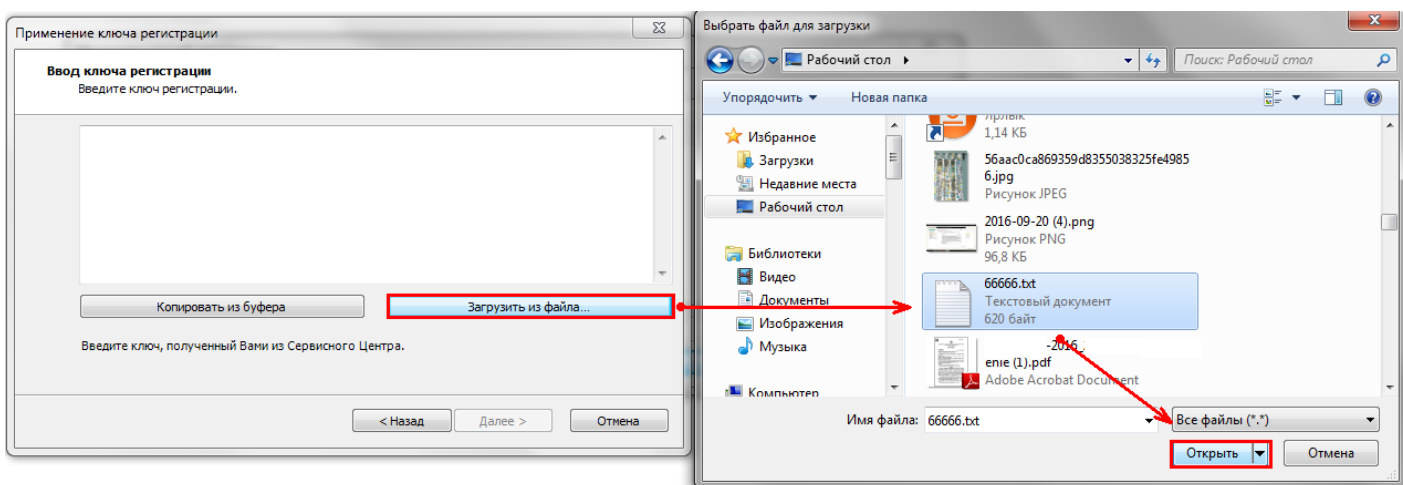 Применение ключа регистрации
Ввод ключа регистрации
Введите ключ регистрации.
Копировать из буфера
Загрузить из файла...
Введите ключ, полученный Вами из Сервисного Центра.
< Назад
Далее >
Отмена
Выбрать файл для загрузки
Рабочий стол
Поиск: Рабочий стол
Упорядочить
Новая папка
Избранное
Загрузки
Недавние места
Рабочий стол
Библиотеки
Видео
Документы
Изображения
Музыка
Компьютер
Ярлык
1,14 КБ
56aac0ca869359d8355038325fe4985
6.jpg
Рисунок JPEG
2016-09-20 (4).png
Рисунок PNG
96,8 КБ
66666.txt
Текстовый документ
620 байт
-2016_
ение (1).pdf
Adobe Acrobat Document
Имя файла:
66666.txt
Все файлы (*.*)
Открыть
Отмена